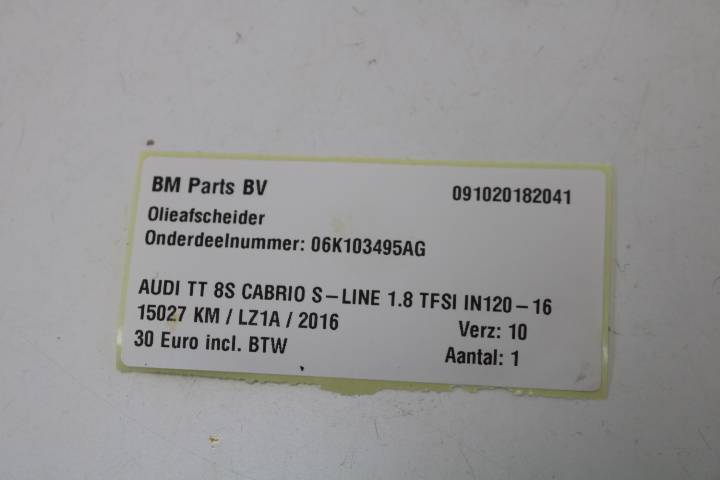 BM Parts BV 091020182041
Olieafscheider
Onderdeelnummer: 06K103495AG
AUDI TT 8S CABRIO S-LINE 1.8 TFSI IN120-16
15027 KM / LZ1A / 2016 Verz: 10
30 Euro incl. BTW Aantal: 1